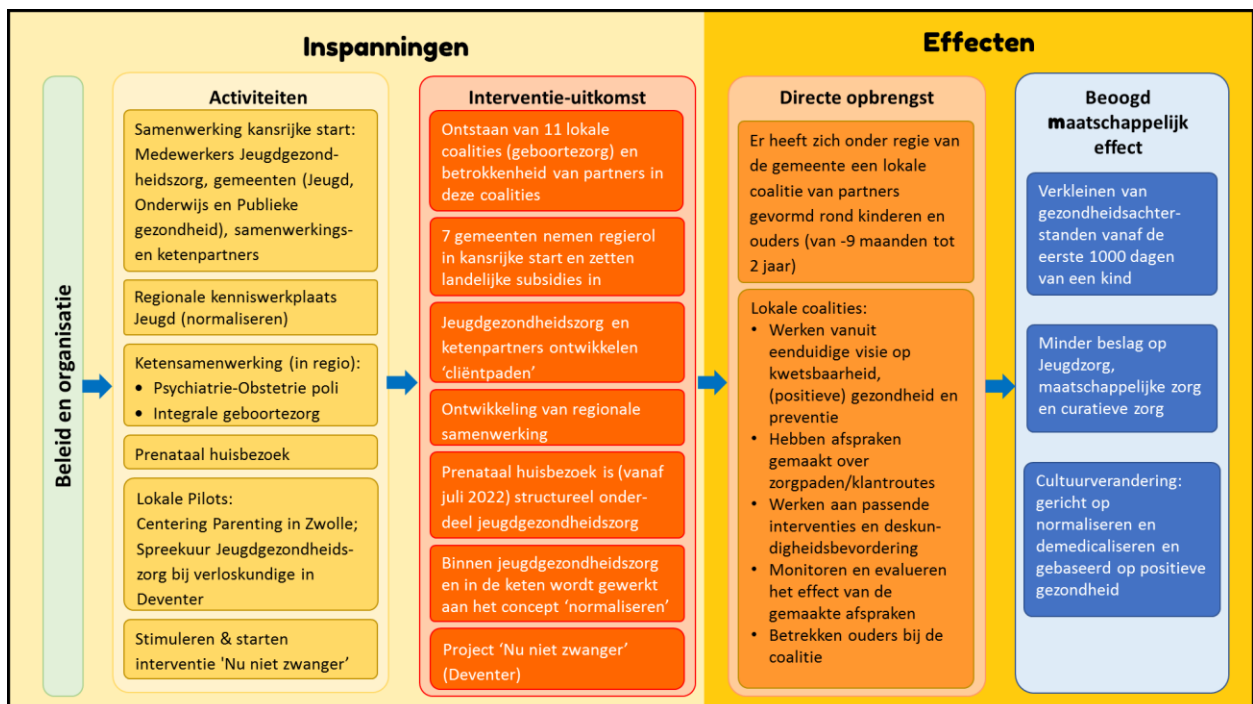 Inspanningen
Effecten
Beleid en organisatie
Activiteiten
Samenwerking kansrijke start:
Medewerkers Jeugdgezond-
heidszorg, gemeenten (Jeugd,
Onderwijs en Publieke
gezondheid), samenwerkings-
en ketenpartners
Regionale kenniswerkplaats
Jeugd (normaliseren)
Ketensamenwerking (in regio):
• Psychiatrie-Obstetrie poli
• Integrale geboortezorg
Prenataal huisbezoek
Lokale Pilots:
Centering Parenting in Zwolle;
Spreekuur Jeugdgezondheids-
zorg bij verloskundige in
Deventer
Stimuleren & starten
interventie 'Nu niet zwanger’
Interventie-uitkomst
Ontstaan van 11 lokale
coalities (geboortezorg) en
betrokkenheid van partners in
deze coalities
7 gemeenten nemen regierol
in kansrijke start en zetten
landelijke subsidies in
Jeugdgezondheidszorg en
ketenpartners ontwikkelen
‘cliëntpaden’
Ontwikkeling van regionale
samenwerking
Prenataal huisbezoek is (vanaf
juli 2022) structureel onder-
deel jeugdgezondheidszorg
Binnen jeugdgezondheidszorg
en in de keten wordt gewerkt
aan het concept ‘normaliseren’
Project ‘Nu niet zwanger’
(Deventer)
Directe opbrengst
Er heeft zich onder regie van
de gemeente een lokale
coalitie van partners
gevormd rond kinderen en
ouders (van -9 maanden tot
2 jaar)
Lokale coalities:
• Werken vanuit
eenduidige visie op
kwetsbaarheid,
(positieve) gezondheid en
preventie
• Hebben afspraken
gemaakt over
zorgpaden/klantroutes
• Werken aan passende
interventies en deskun-
digheidsbevordering
• Monitoren en evalueren
het effect van de
gemaakte afspraken
• Betrekken ouders bij de
coalitie
Beoogd
maatschappelijk
effect
Verkleinen van
gezondheidsachter-
standen vanaf de
eerste 1000 dagen
van een kind
Minder beslag op
Jeugdzorg,
maatschappelijke zorg
en curatieve zorg
Cultuurverandering:
gericht op
normaliseren en
demedicaliseren en
gebaseerd op positieve
gezondheid